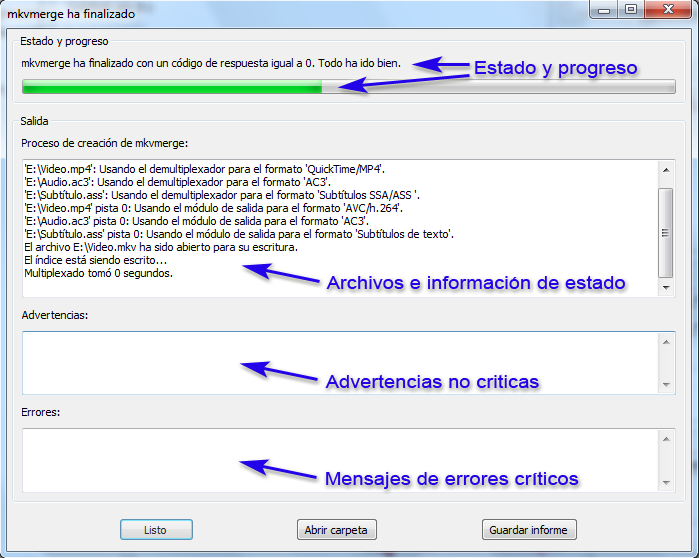 mkvmerge ha finalizado
Estado y progreso
mkvmerge ha finalizado con un código de respuesta igual a 0. Todo ha ido bien.
Estado y progreso
Salida
Proceso de creación de mkvmerge:
'E:\Video.mp4': Usando el demultiplexador para el formato 'QuickTime/MP4'.
'E:\Audio.ac3': Usando el demultiplexador para el formato 'AC3'.
'E:\Subtítulo.ass': Usando el demultiplexador para el formato 'Subtítulos SSA/ASS '.
'E:\Video.mp4' pista 0: Usando el módulo de salida para el formato 'AVC/h.264'.
'E:\Audio.ac3' pista 0: Usando el módulo de salida para el formato 'AC3'.
'E:\Subtítulo.ass' pista 0: Usando el módulo de salida para el formato 'Subtítulos de texto'.
El archivo E:\Video.mkv ha sido abierto para su escritura.
El índice está siendo escrito...
Multiplexado tomó 0 segundos.
Archivos e información de estado
Advertencias:
Advertencias no criticas
Errores:
Mensajes de errores críticos
Listo
Abrir carpeta
Guardar informe